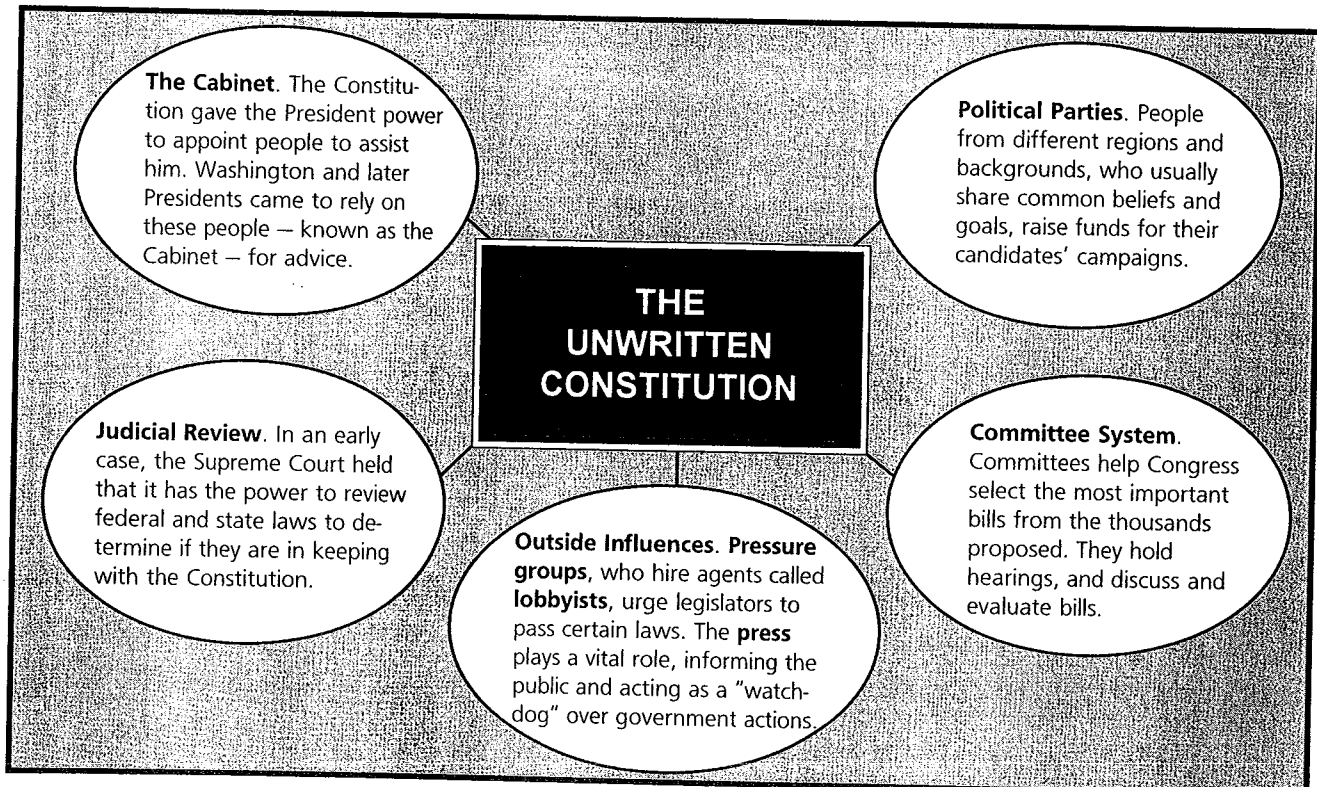 The Cabinet. The Constitu-
tion gave the President power
to appoint people to assist
him. Washington and later
Presidents came to rely on
these people — known as the
Cabinet — for advice.
Political Parties. People
from different regions and
backgrounds, who usually
share common beliefs and
goals, raise funds for their
candidates' campaigns.
THE
UNWRITTEN
CONSTITUTION
Judicial Review. In an early
case, the Supreme Court held
that it has the power to review
federal and state laws to de-
termine if they are in keeping
with the Constitution.
Outside Influences. Pressure
groups, who hire agents called
lobbyists, urge legislators to
pass certain laws. The press
plays a vital role, informing the
public and acting as a "watch-
dog" over government actions.
Committee System.
Committees help Congress
select the most important
bills from the thousands
proposed. They hold
hearings, and discuss and
evaluate bills.